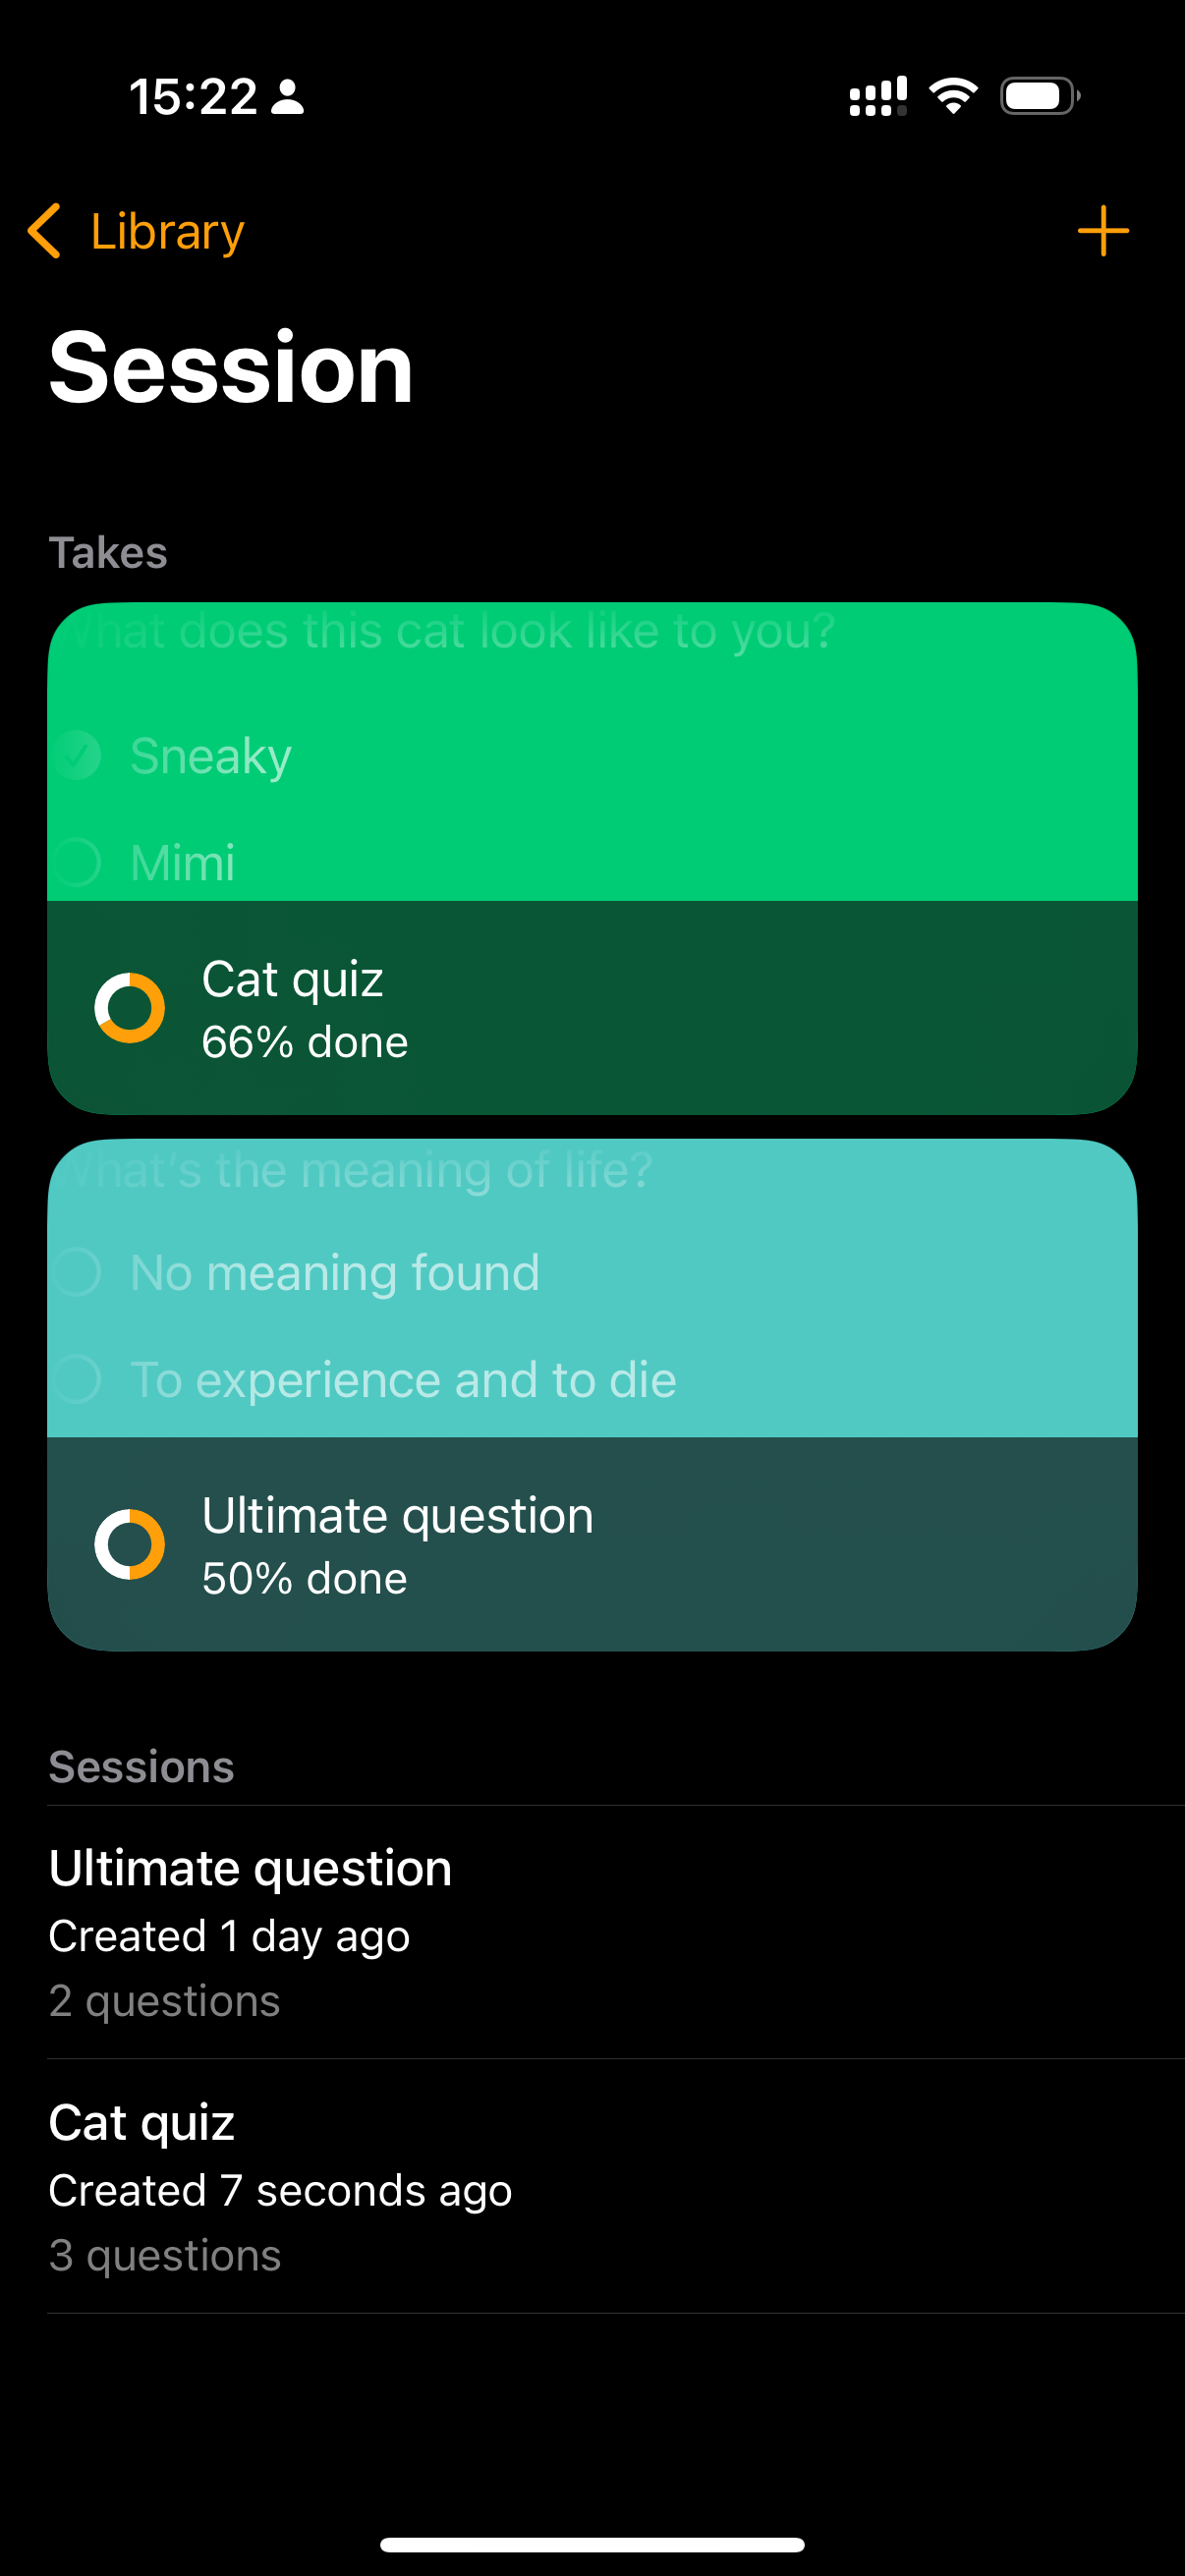 15:22
Library
Session
Takes
What does this cat look like to you?
Sneaky
Mimi
Cat quiz
66% done
What's the meaning of life?
No meaning found
To experience and to die
Ultimate question
50% done
Sessions
Ultimate question
Created 1 day ago
2 questions
Cat quiz
Created 7 seconds ago
3 questions